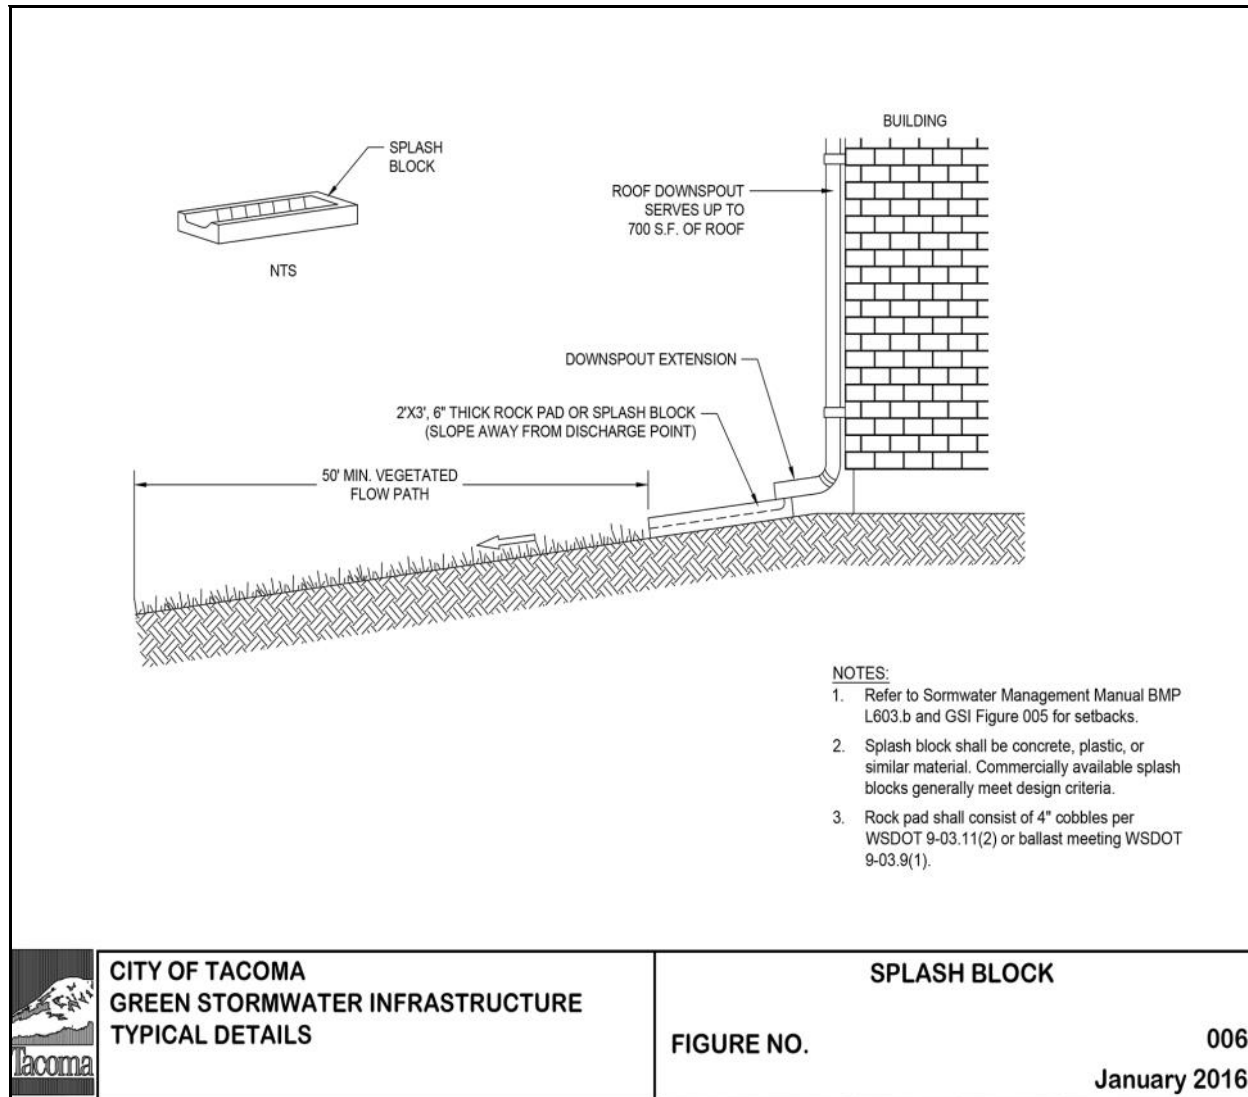 BUILDING
SPLASH
BLOCK
NTS
ROOF DOWNSPOUT
SERVES UP TO
700 S.F. OF ROOF
DOWNSPOUT EXTENSION
2'X3', 6" THICK ROCK PAD OR SPLASH BLOCK
(SLOPE AWAY FROM DISCHARGE POINT)
50' MIN. VEGETATED
FLOW PATH
NOTES:
1. Refer to Sormwater Management Manual BMP
L603.b and GSI Figure 005 for setbacks.
2. Splash block shall be concrete, plastic, or
similar material. Commercially available splash
blocks generally meet design criteria.
3. Rock pad shall consist of 4" cobbles per
WSDOT 9-03.11(2) or ballast meeting WSDOT
9-03.9(1).
Tacoma
CITY OF TACOMA
GREEN STORMWATER INFRASTRUCTURE
TYPICAL DETAILS
SPLASH BLOCK
FIGURE NO. 006
January 2016